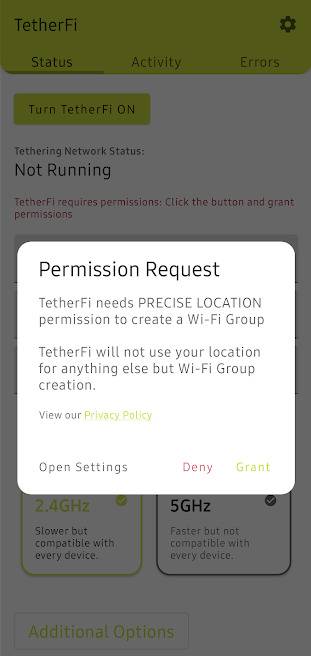 TetherFi
Status
Activity
Errors
Turn TetherFi ON
Tethering Network Status:
Not Running
TetherFi requires permissions: Click the button and grant
permissions
Permission Request
TetherFi needs PRECISE LOCATION
permission to create a Wi-Fi Group
TetherFi will not use your location
for anything else but Wi-Fi Group
creation.
View our Privacy Policy
Open Settings
Deny
Grant
2.4GHz
Slower but
compatible with
every device.
5GHz
Faster but not
compatible with
every device.
Additional Options